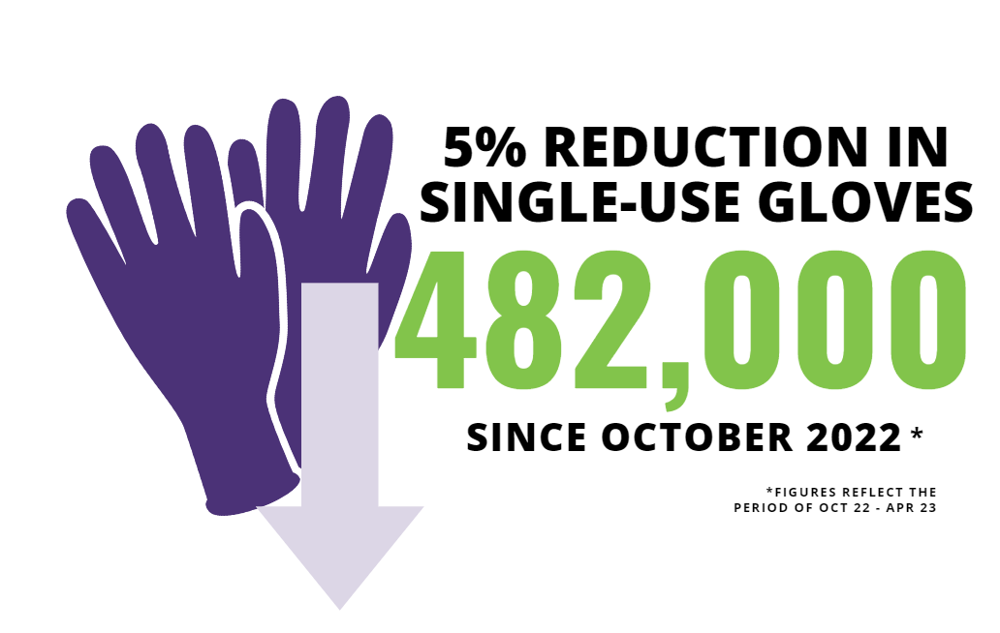 5% REDUCTION IN
SINGLE-USE GLOVES
482,000
SINCE OCTOBER 2022 *
*FIGURES REFLECT THE
PERIOD OF OCT 22 - APR 23